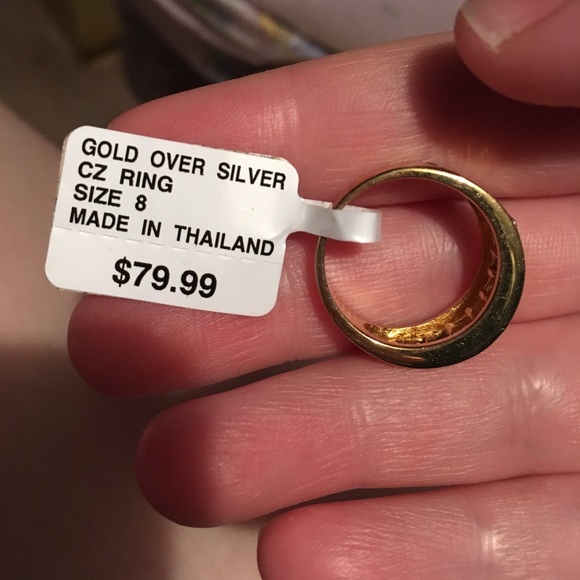 GOLD OVER SILVER
CZ RING
SIZE 8
MADE IN THAILAND
$79.99